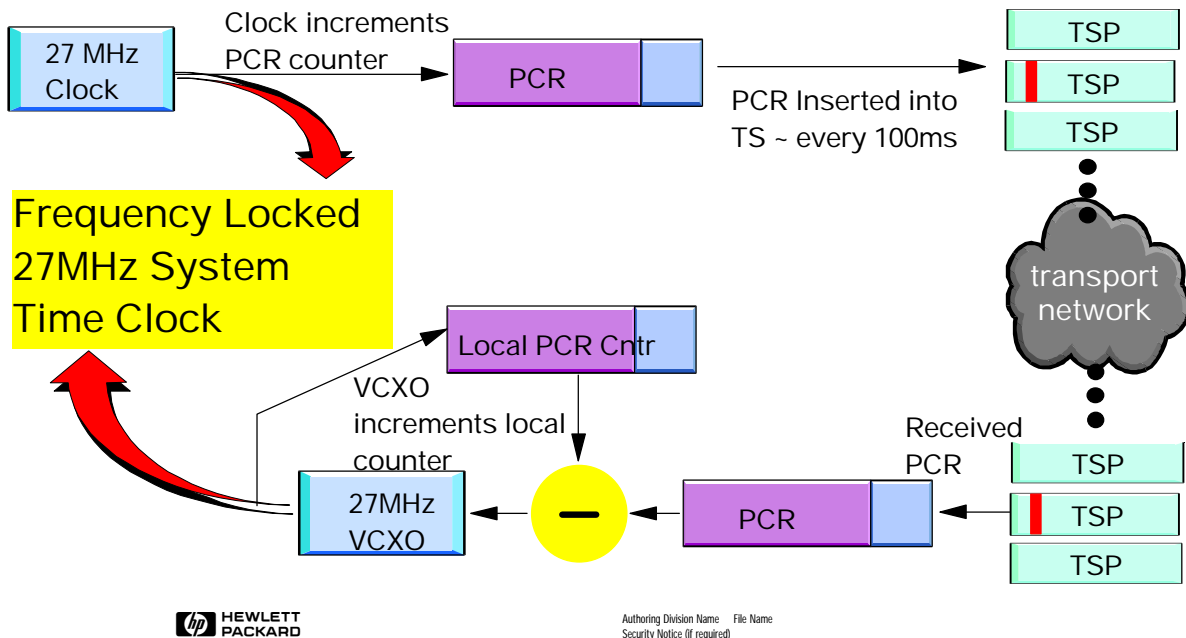 27 MHz
Clock
Clock increments
PCR counter
PCR
PCR Inserted into
TS ~ every 100ms
TSP
TSP
TSP
Frequency Locked
27MHz System
Time Clock
transport
network
Local PCR Cntr
VCXO
increments local
counter
27MHz
VCXO
−
PCR
Received
PCR
TSP
TSP
TSP
hp HEWLETT
PACKARD
Authoring Division Name File Name
Security Notice (if required)